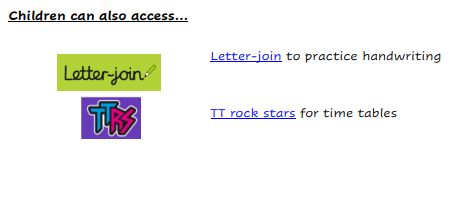 Children can also access...
Letter-join
Letter-join to practice handwriting
TTRS
TT rock stars for time tables